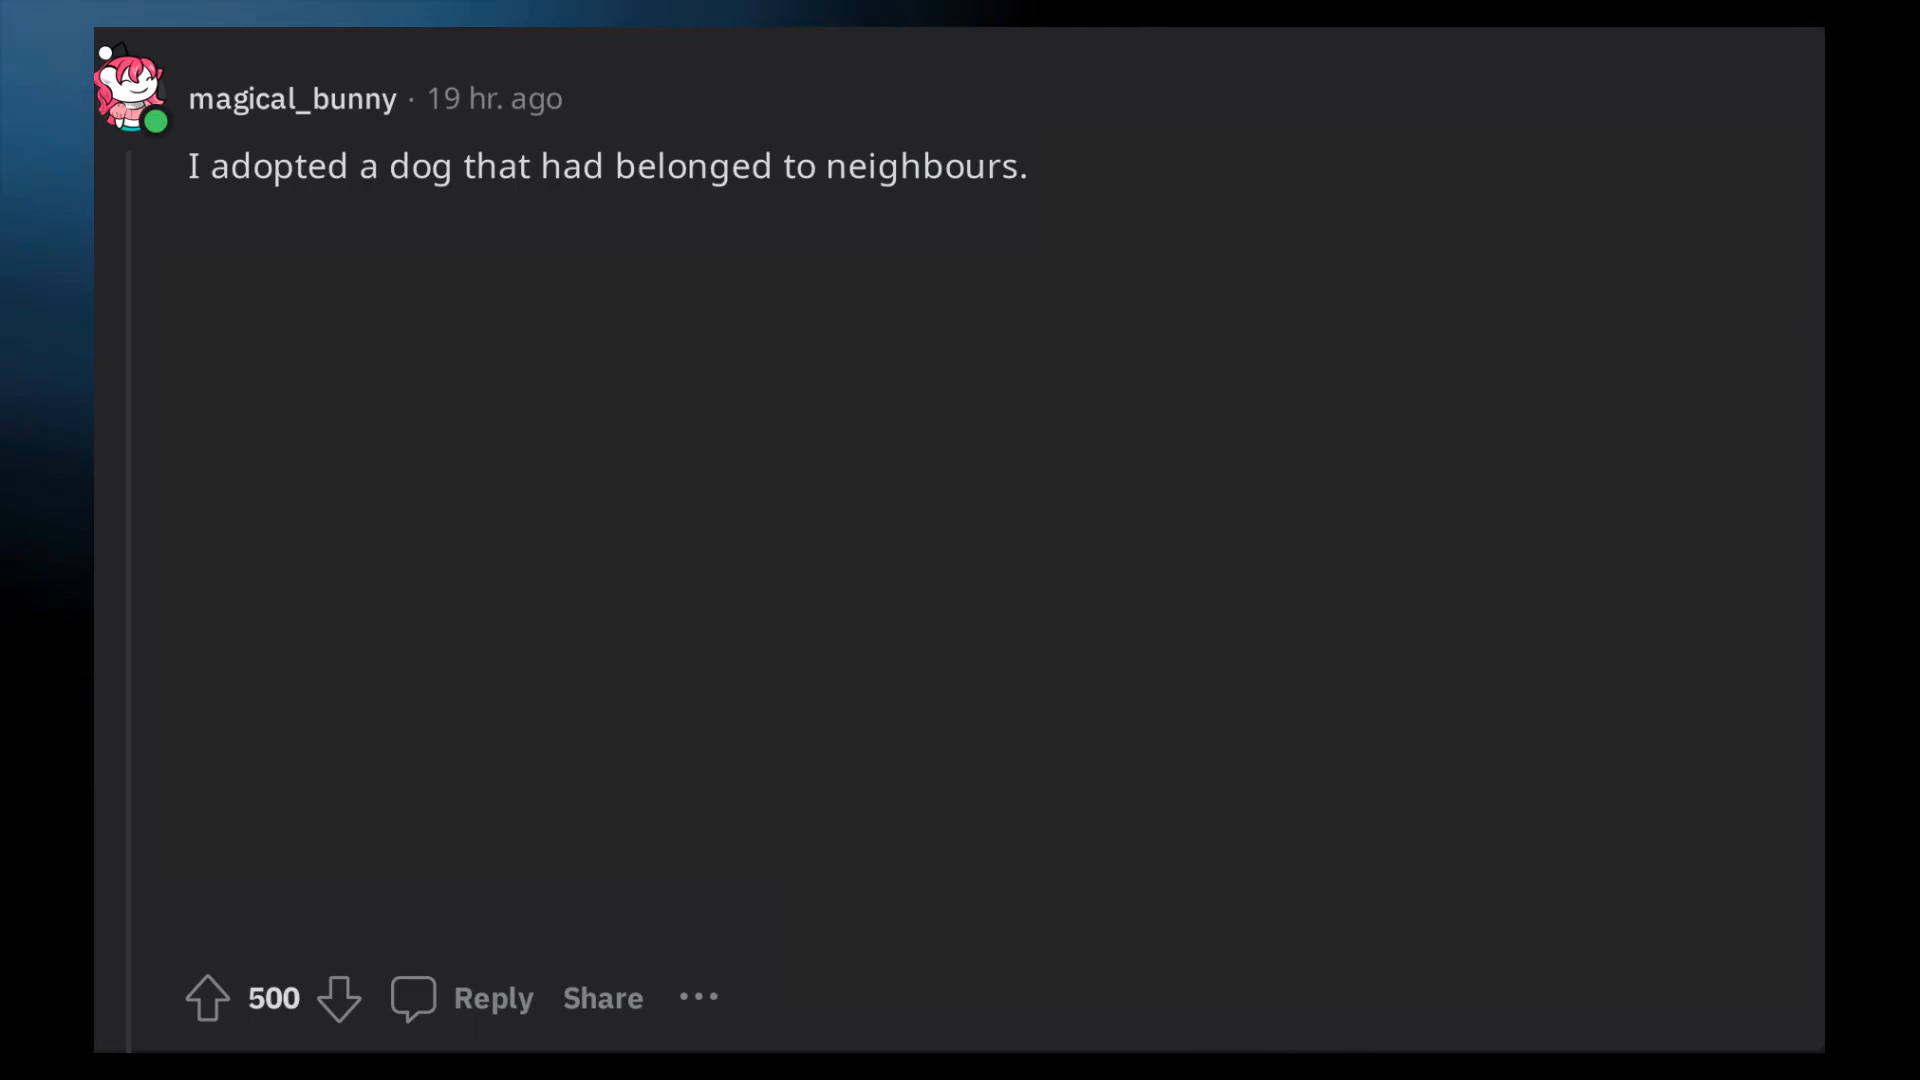 magical_bunny · 19 hr. ago
I adopted a dog that had belonged to neighbours.
500 Reply Share ···